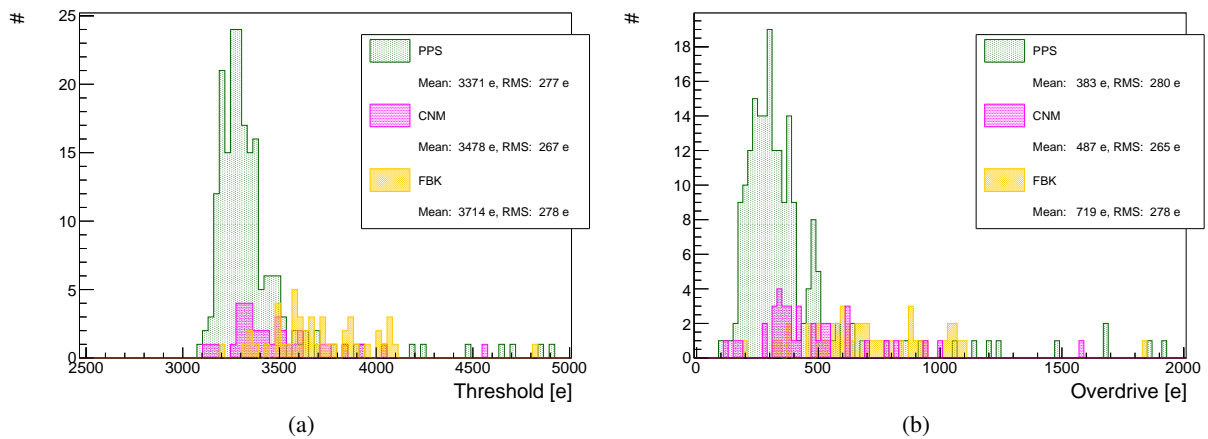 #
25
20
15
10
5
0
2500 3000 3500 4000 4500 5000
Threshold [e]
PPS
Mean: 3371 e, RMS: 277 e
CNM
Mean: 3478 e, RMS: 267 e
FBK
Mean: 3714 e, RMS: 278 e
(a)
#
18
16
14
12
10
8
6
4
2
0
0 500 1000 1500 2000
Overdrive [e]
PPS
Mean: 383 e, RMS: 280 e
CNM
Mean: 487 e, RMS: 265 e
FBK
Mean: 719 e, RMS: 278 e
(b)